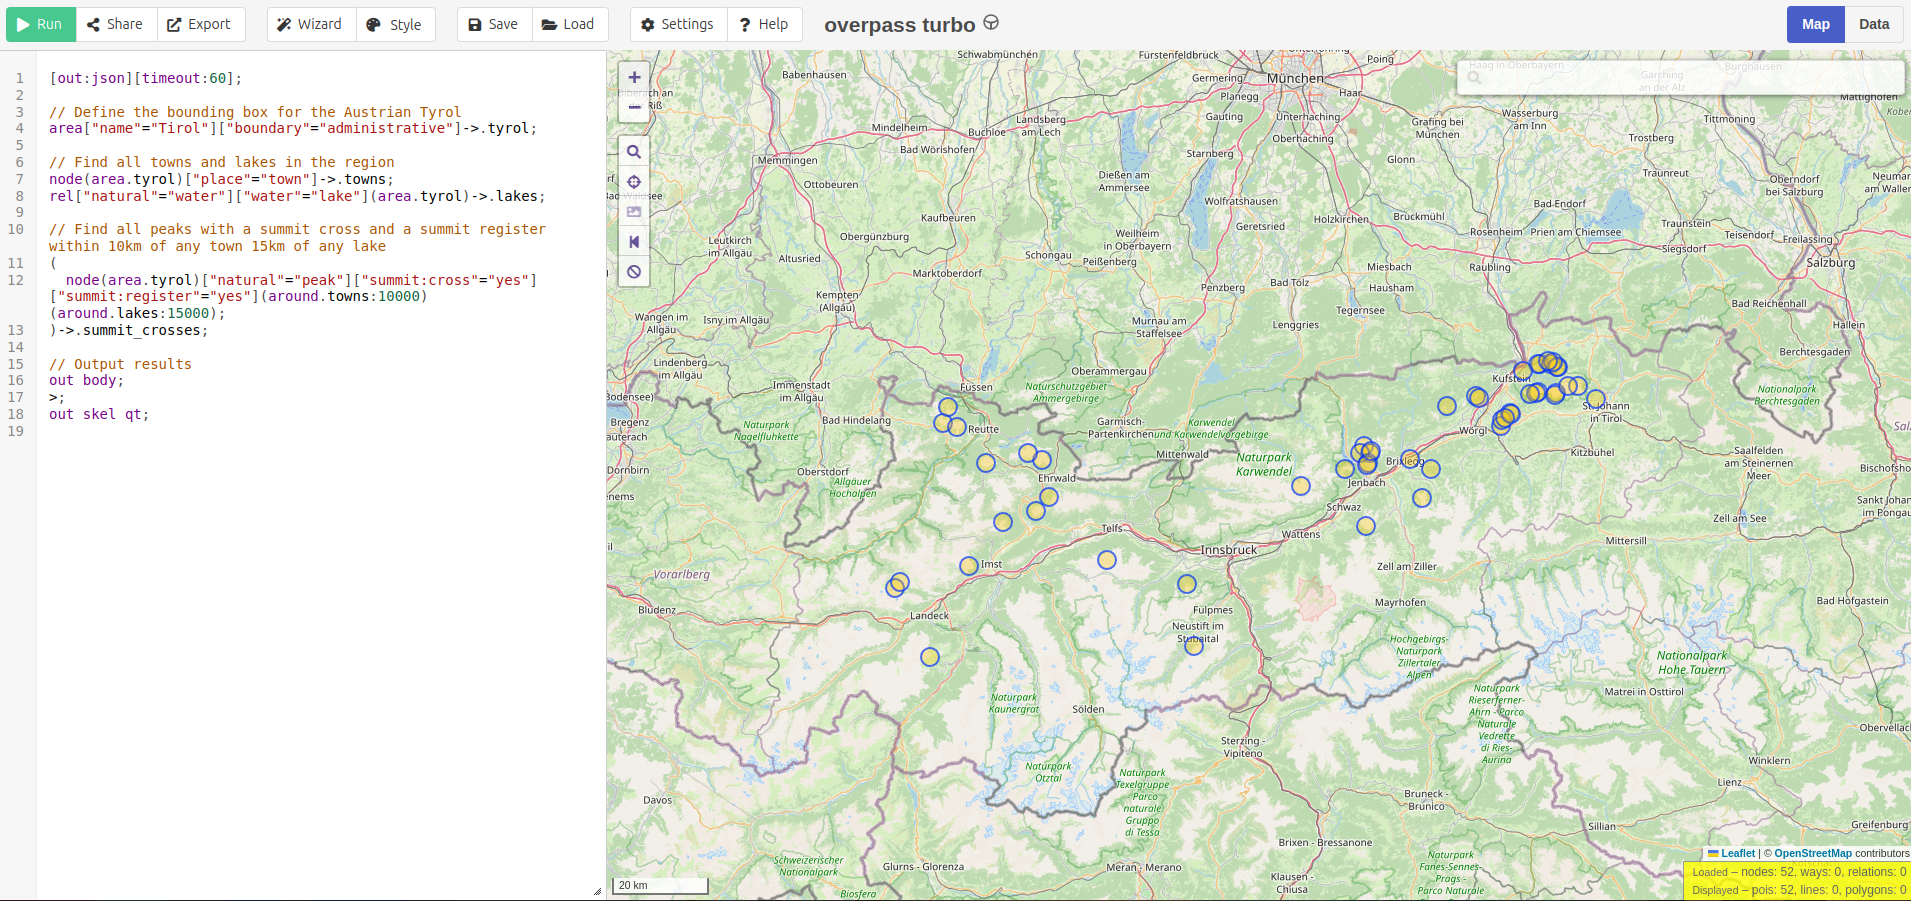 Run
Share
Export
Wizard
Style
Save
Load
Settings
Help
overpass turbo
Map
Data
1 [out:json][timeout:60];
2
3 // Define the bounding box for the Austrian Tyrol
4 area["name"="Tirol"]["boundary"="administrative"]->.tyrol;
5
6 // Find all towns and lakes in the region
7 node(area.tyrol)["place"="town"]->.towns;
8 rel["natural"="water"]["water"="lake"](area.tyrol)->.lakes;
9
10 // Find all peaks with a summit cross and a summit register
within 10km of any town 15km of any lake
11 (
12 node(area.tyrol)["natural"="peak"]["summit:cross"="yes"]
["summit:register"="yes"](around.towns:10000)
(around.lakes:15000);
13 )->.summit_crosses;
14
15 // Output results
16 out body;
17 >;
18 out skel qt;
19
+
−
Schwabmünchen
Fürstenfeldbruck
Poing
Haag in Oberbayern
Burghausen
Babenhausen
Germering
München
Garching
an der Alz
Mattighofen
Planegg
Haar
Landsberg
am Lech
Gauting
Unterhaching
Wasserburg
am Inn
Tittmoning
Mindelheim
Buchloe
Grafing bei
München
Oberhaching
Trostberg
Memmingen
Bad Wörishofen
Starnberg
Glonn
Dießen am
Ammersee
Traunreut
Oberndorf
bei Salzburg
Neumar
am Waller
Ottobeuren
Wolfratshausen
Kaufbeuren
Holzkirchen
Bruckmühl
Bad Endorf
Leutkirch
im Allgäu
Obergünzburg
Weilheim
in Oberbayern
Geretsried
Rosenheim
Prien am Chiemsee
Traunstein
Teisendorf
Freilassing
Siegsdorf
Altusried
Schongau
Peißenberg
Miesbach
Raubling
Salzburg
Marktoberdorf
Penzberg
Bad Tölz
Hausham
Kempten
(Allgäu)
Bad Reichenhall
Wangen im
Allgäu
Isny im Allgäu
Murnau am
Staffelsee
Lenggries
Tegernsee
Hallein
Lindenberg
im Allgäu
Immenstadt
im Allgäu
Füssen
Oberammergau
Kufstein
Berchtesgaden
Bodensee)
Naturschutzgebiet
Ammergebirge
Nationalpark
Berchtesgaden
Bregenz
auterach
Bad Hindelang
Naturpark
Nagelfluhkette
Reutte
Garmisch-
Partenkirchen
Karwendel
und Karwendelvorgebirge
Wörgl
St. Johann
in Tirol
Dornbirn
Oberstdorf
Allgäuer
Hochalpen
Mittenwald
Naturpark
Karwendel
Brixlegg
Kitzbühel
Saalfelden
am Steinernen
Meer
Bischofsho
enems
Ehrwald
Jenbach
Schwaz
Sankt Johan
im Pongau
Telfs
Wattens
Zell am See
Innsbruck
Mittersill
Vorarlberg
Imst
Zell am Ziller
Bludenz
Landeck
Fulpmes
Mayrhofen
Bad Hofgastein
Neustift im
Stubaital
Hochgebirgs-
Naturpark
Zillertaler
Alpen
Nationalpark
Hohe Tauern
Naturpark
Kaunergrat
Sölden
Naturpark
Rieserferner-
Ahrn - Parco
Naturale
Vedrette
di Ries-
Aurina
Matrei in Osttirol
Obervellac
Sterzing -
Vipiteno
Naturpark
Ötztal
Naturpark
Texelgruppe
- Parco
naturale
Gruppo
di Tessa
Winklern
Lienz
Davos
Bruneck -
Brunico
Sillian
Greifenburg
Brixen - Bressanone
Schweizerischer
Nationalpark
Glurns - Glorenza
Meran - Merano
Naturpark
Fanes-Sennes-
Prags -
Parco Naturale
Klausen -
Chiusa
Biosfera
20 km
Leaflet | © OpenStreetMap contributors
Loaded – nodes: 52, ways: 0, relations: 0
Displayed – pois: 52, lines: 0, polygons: 0